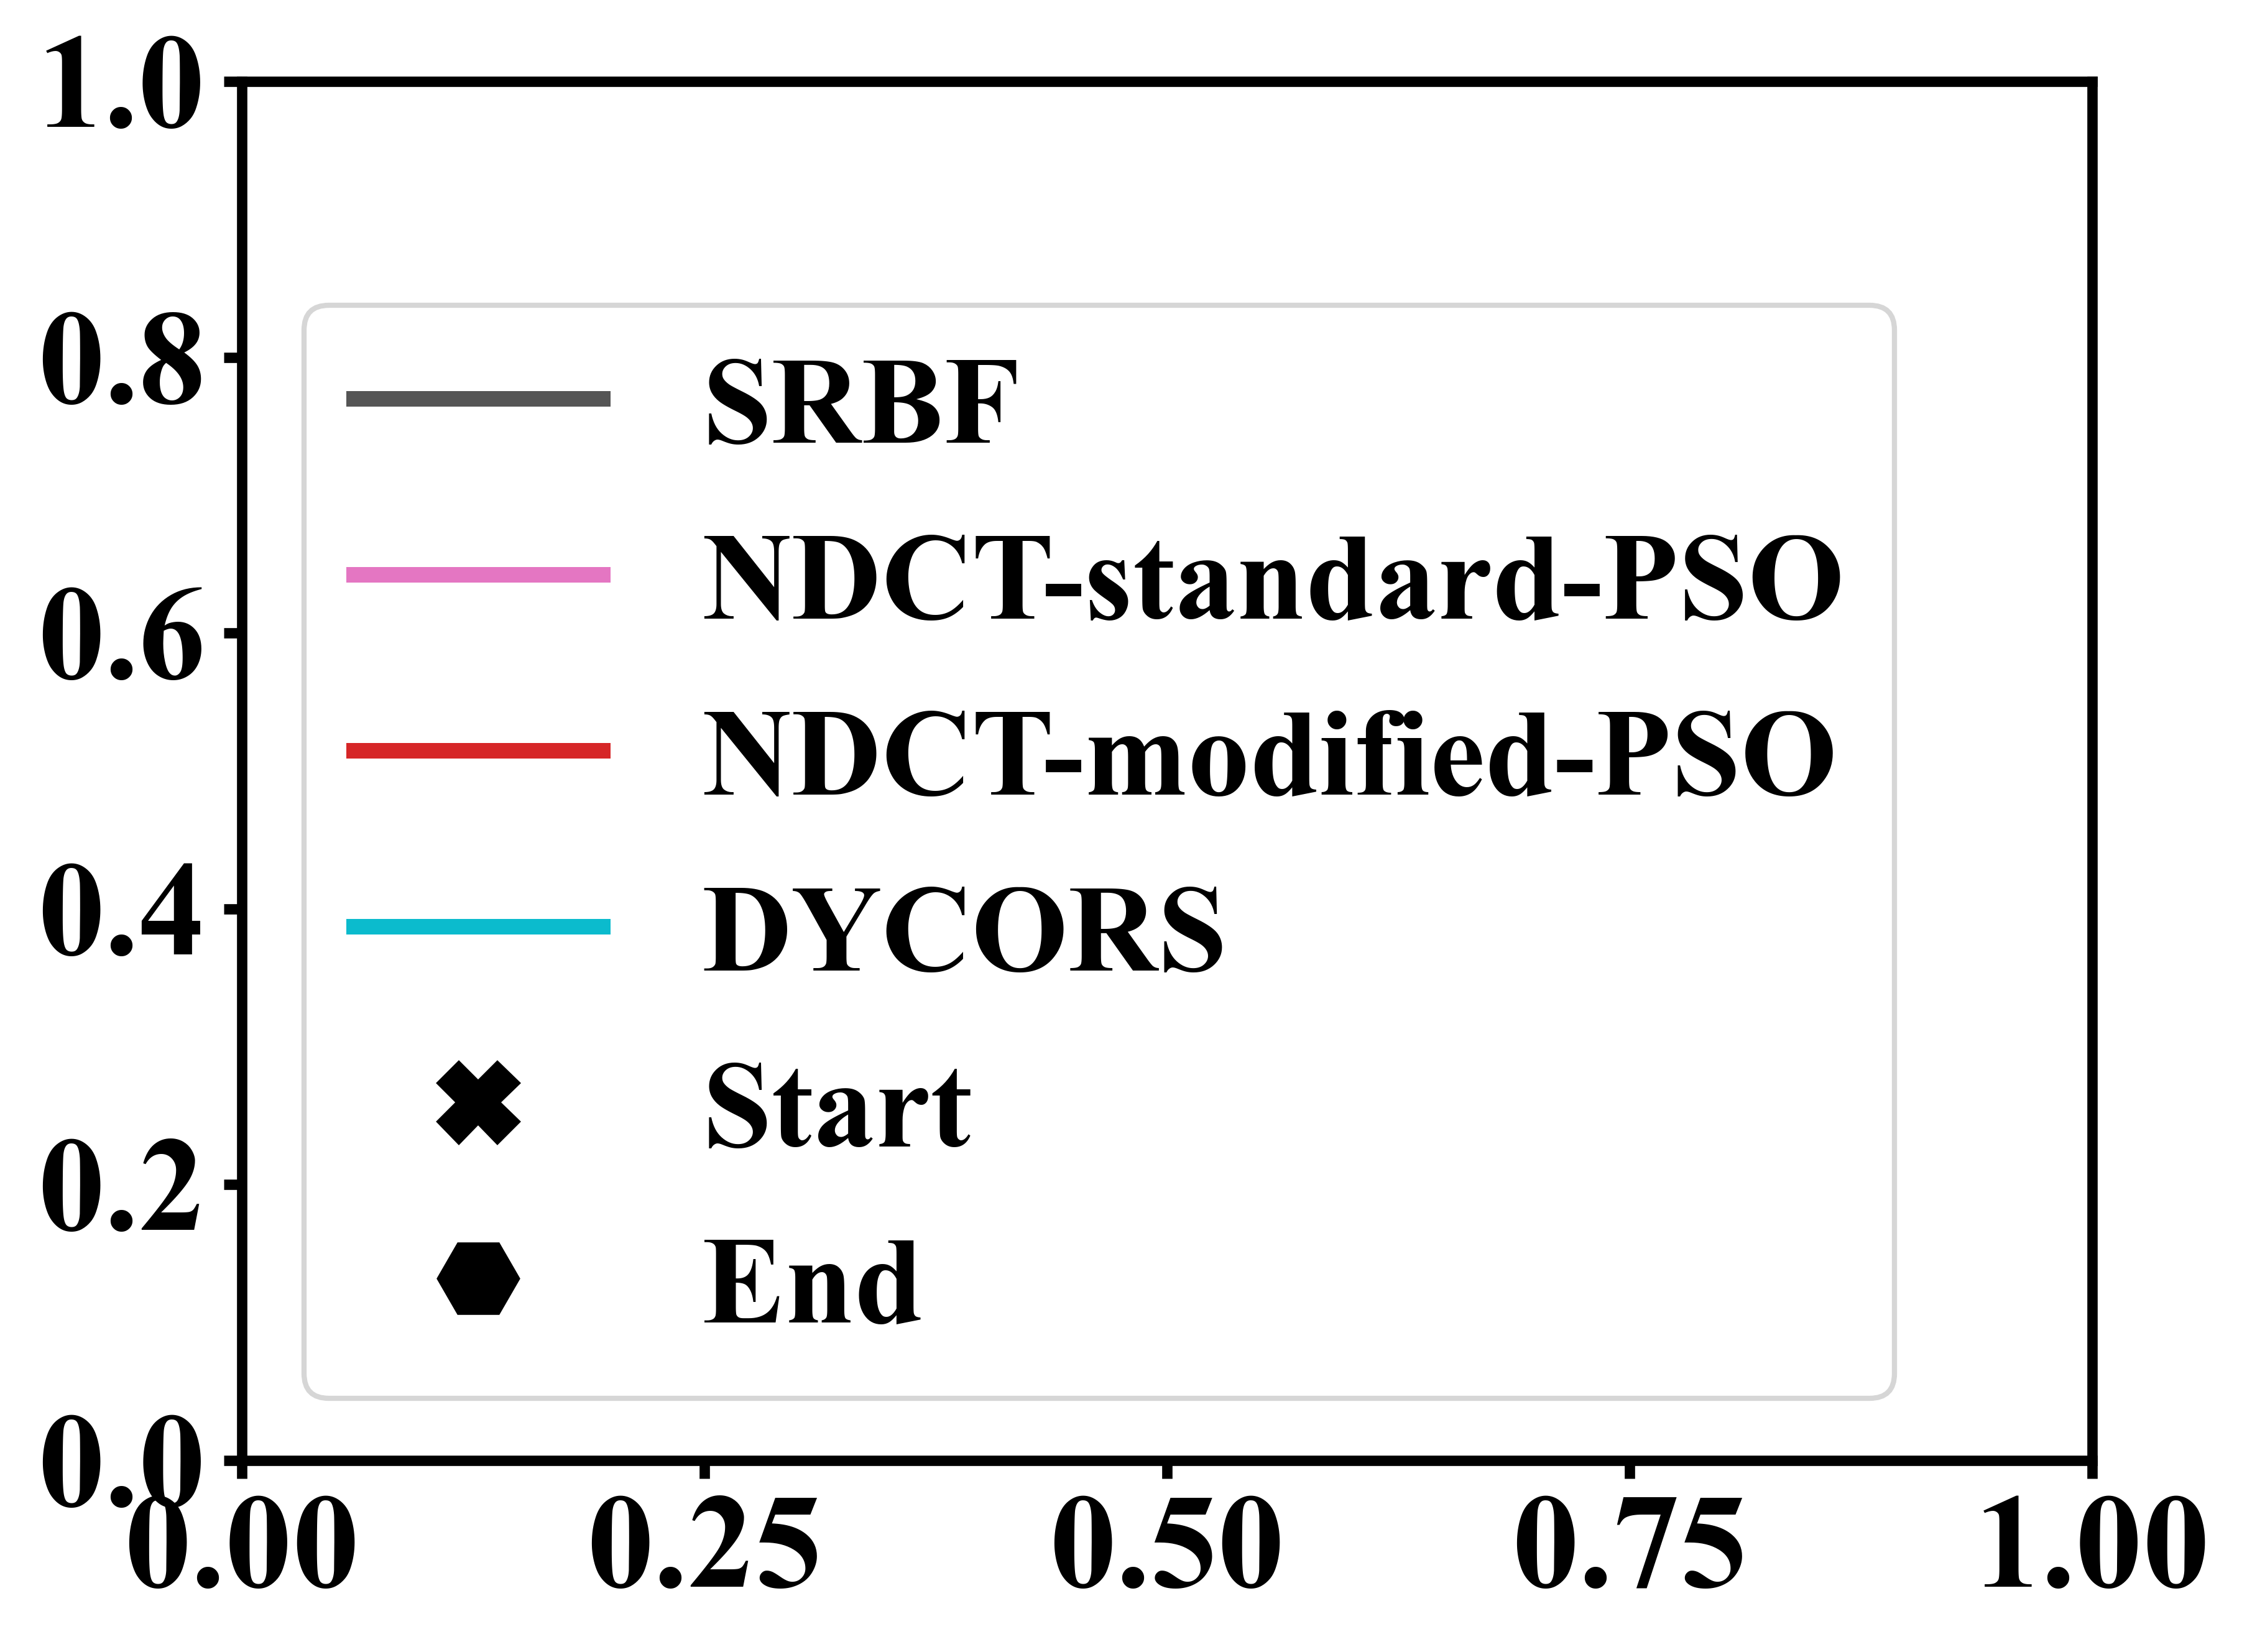 1.0
0.8
SRBF
NDCT-standard-PSO
0.6
NDCT-modified-PSO
0.4
DYCORS
Start
0.2
End
0.0
0.00 0.25 0.50 0.75 1.00